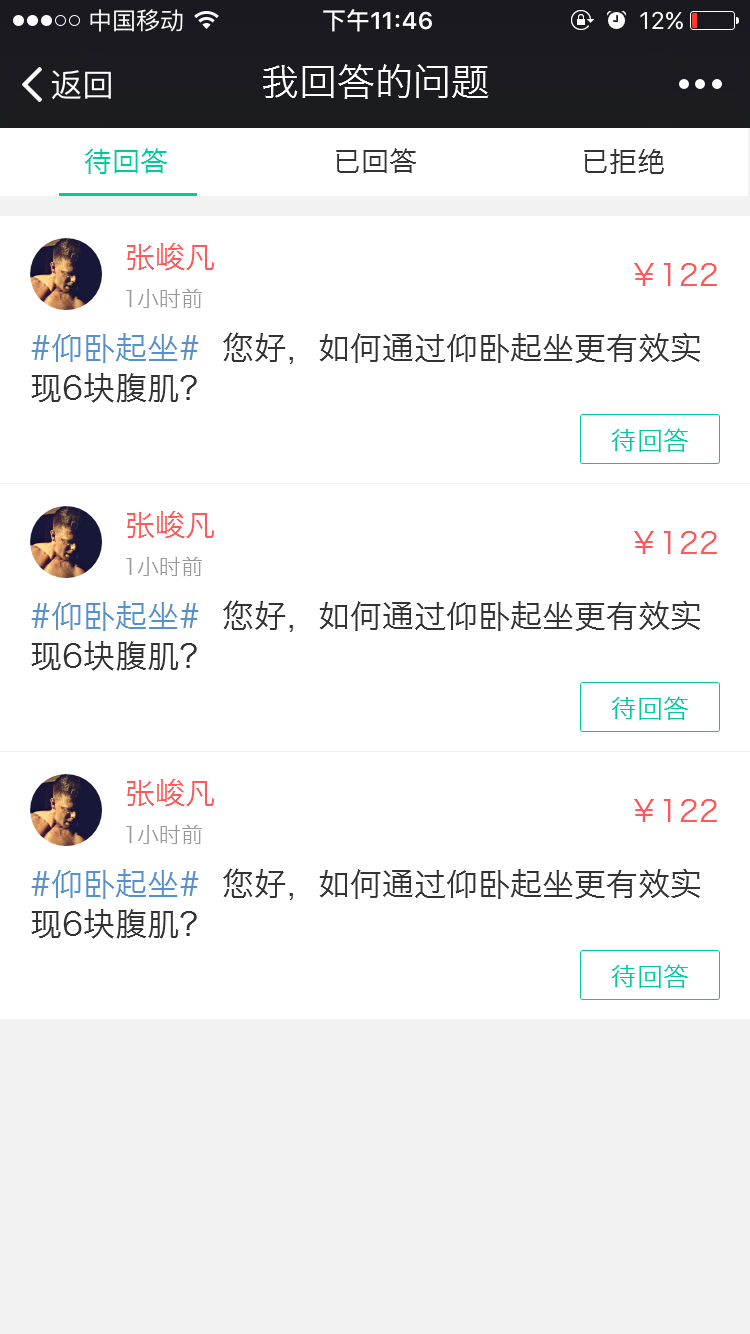 中国移动 下午11:46 12%
返回 我回答的问题
待回答 已回答 已拒绝
张峻凡
1小时前
￥122
#仰卧起坐# 您好，如何通过仰卧起坐更有效实
现6块腹肌？
待回答
张峻凡
1小时前
￥122
#仰卧起坐# 您好，如何通过仰卧起坐更有效实
现6块腹肌？
待回答
张峻凡
1小时前
￥122
#仰卧起坐# 您好，如何通过仰卧起坐更有效实
现6块腹肌？
待回答